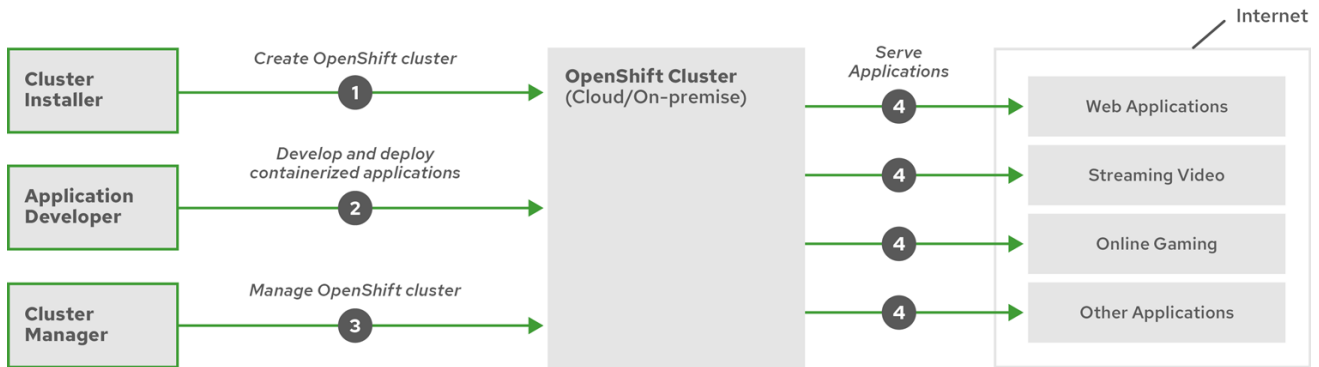 Internet
Cluster
Installer
Create OpenShift cluster
1
OpenShift Cluster
(Cloud/On-premise)
Serve
Applications
4
Web Applications
Application
Developer
Develop and deploy
containerized applications
2
4
Streaming Video
4
Online Gaming
Cluster
Manager
Manage OpenShift cluster
3
4
Other Applications